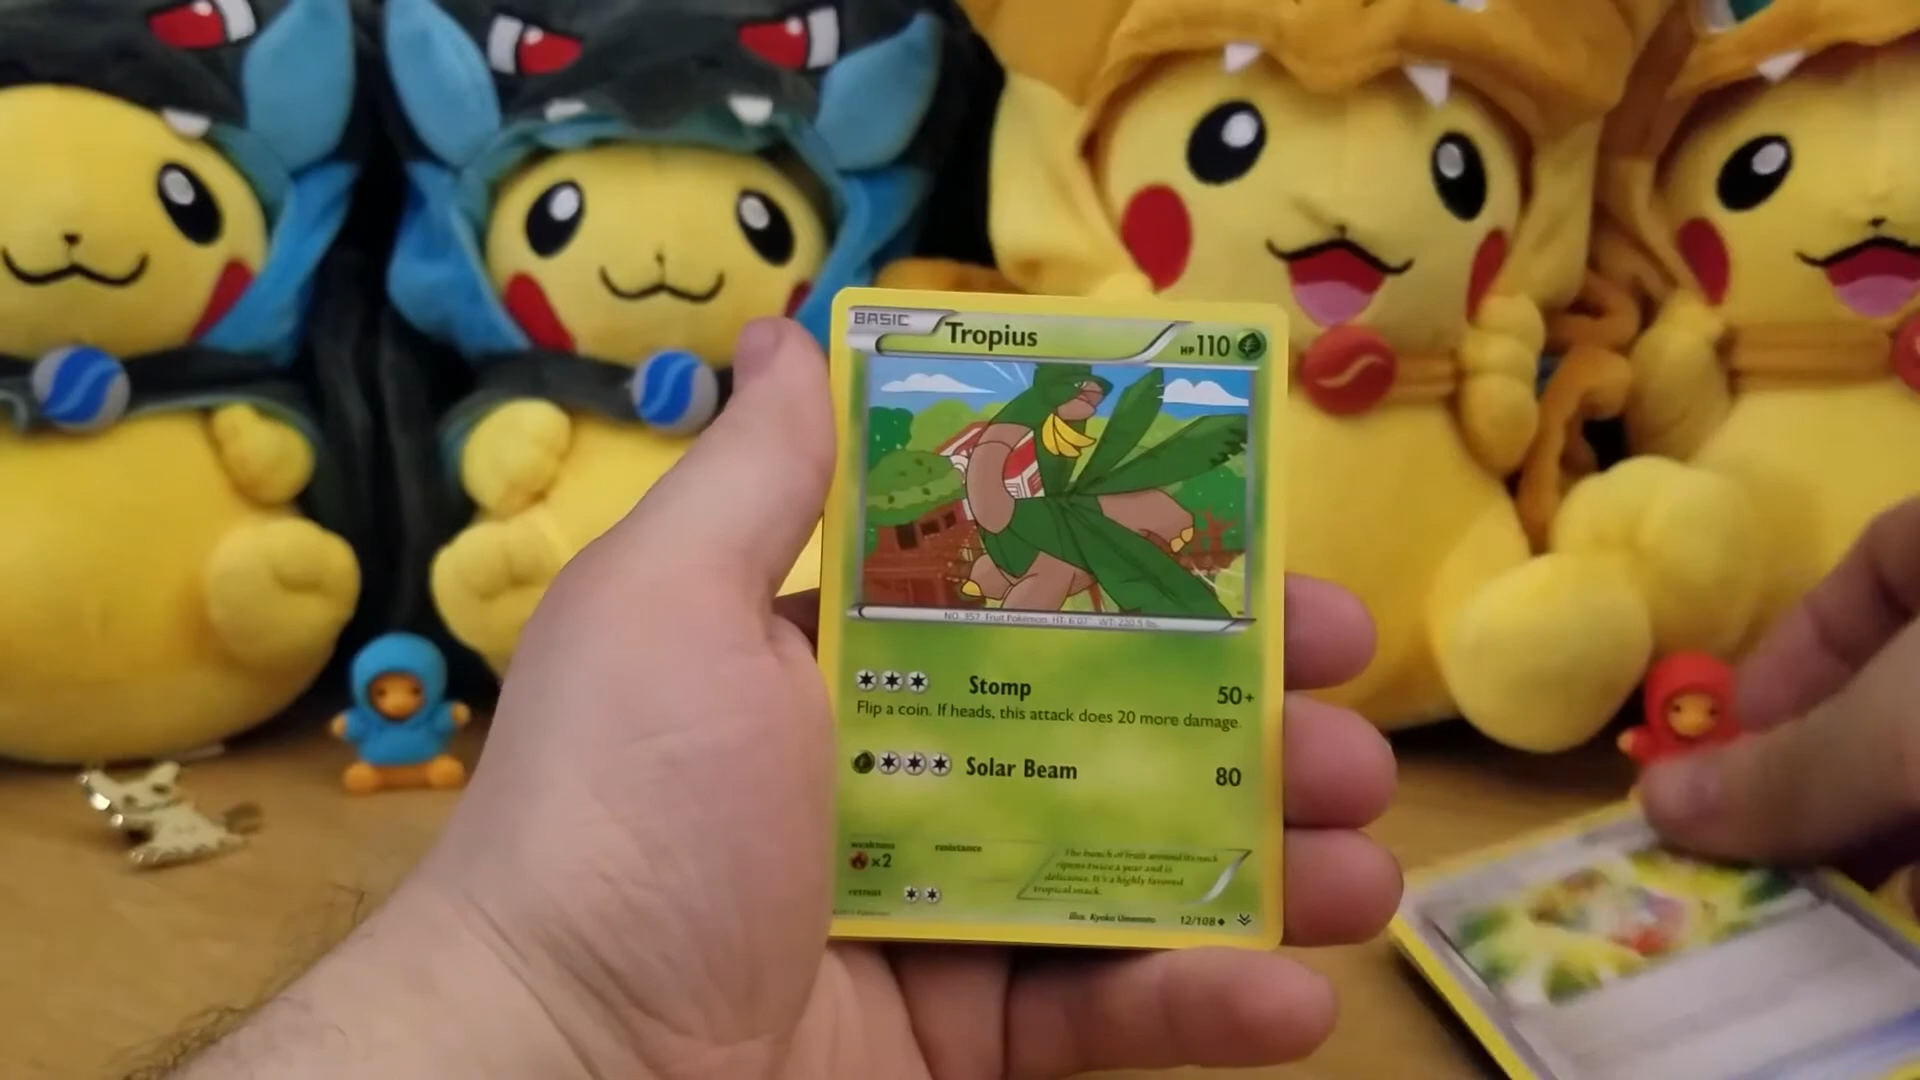 BASIC
Tropius
HP110
NO. 357 Fruit Pokémon HT: 6'07" WT: 220.5 lbs.
Stomp 50+
Flip a coin. If heads, this attack does 20 more damage.
Solar Beam 80
weakness
resistance
×2
The bunch of fruit around its neck
ripens twice a year and is
delicious. It's a highly favored
tropical snack.
retreat
illus. Kyoko Umemoto
12/108